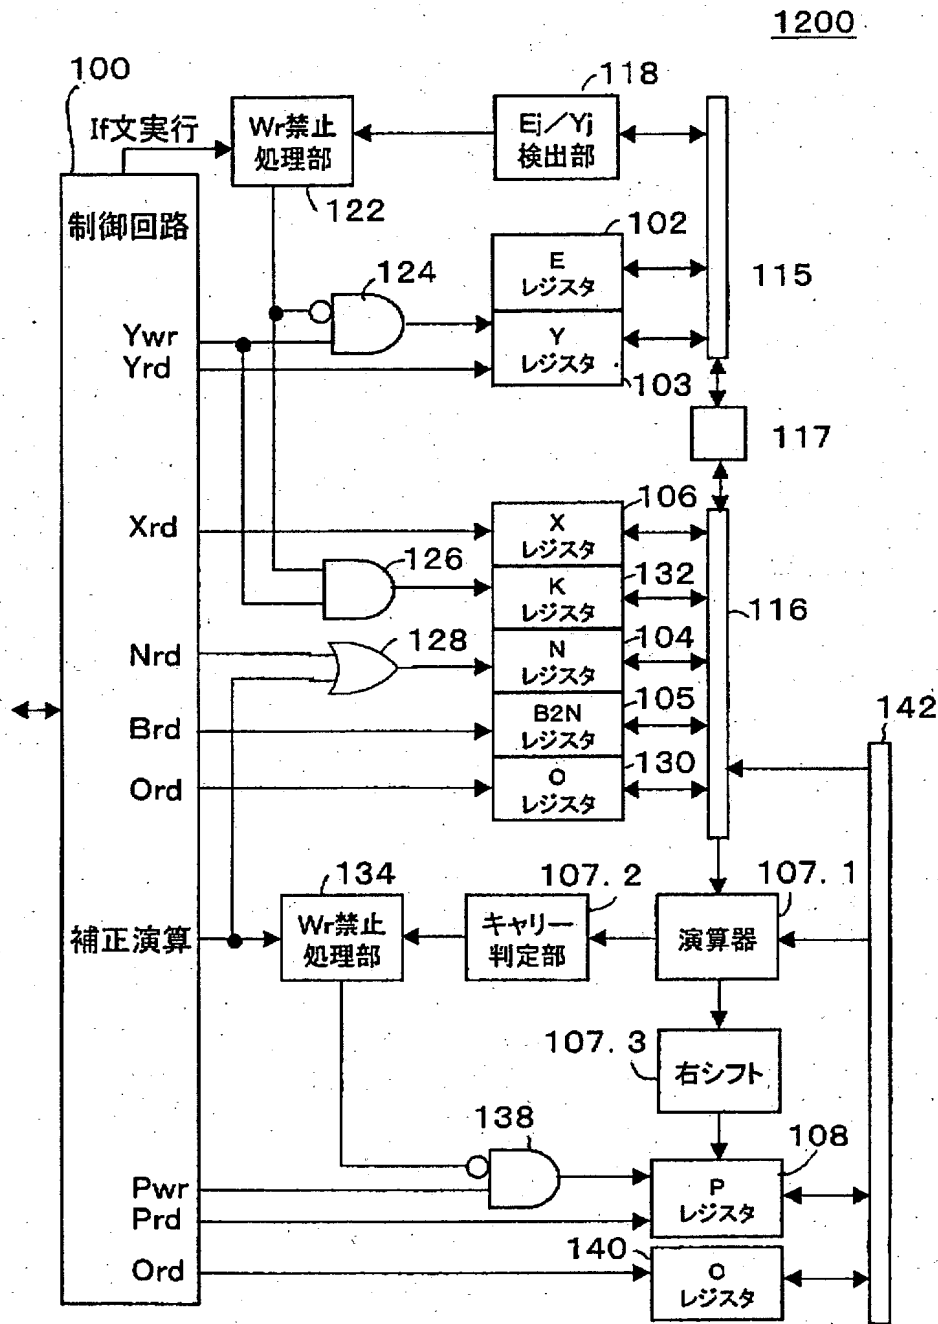 1200
100
118
If文実行
Wr禁止
処理部
Ej／Yj
検出部
122
制御回路
102
E
レジスタ
115
124
Ywr
Yrd
Y
レジスタ
103
117
106
Xrd
X
レジスタ
126
132
K
レジスタ
116
Nrd
128
104
N
レジスタ
142
Brd
105
B2N
レジスタ
Ord
130
O
レジスタ
134
107.2
107.1
補正演算
Wr禁止
処理部
キャリー
判定部
演算器
107.3
右シフト
138
108
Pwr
Prd
P
レジスタ
140
Ord
O
レジスタ